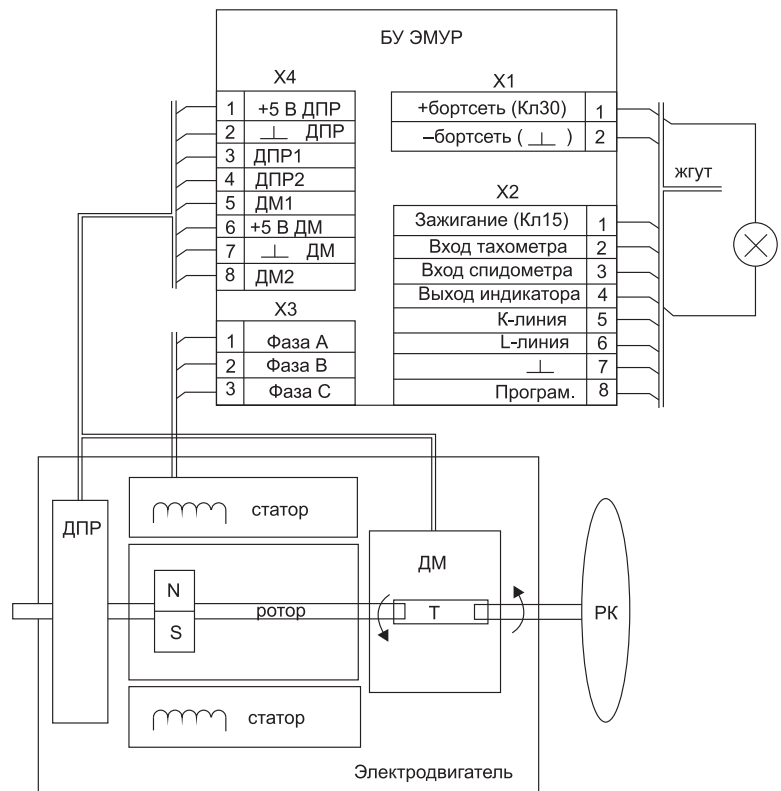 БУ ЭМУР
X4
1 +5 В ДПР
2 ⊥ ДПР
3 ДПР1
4 ДПР2
5 ДМ1
6 +5 В ДМ
7 ⊥ ДМ
8 ДМ2
X3
1 Фаза А
2 Фаза В
3 Фаза С
X1
+бортсеть (Кл30) 1
–бортсеть ( ⊥ ) 2
X2
Зажигание (Кл15) 1
Вход тахометра 2
Вход спидометра 3
Выход индикатора 4
К-линия 5
L-линия 6
⊥ 7
Програм. 8
жгут
статор
ДПР
ДМ
N
S
ротор
Т
РК
статор
Электродвигатель